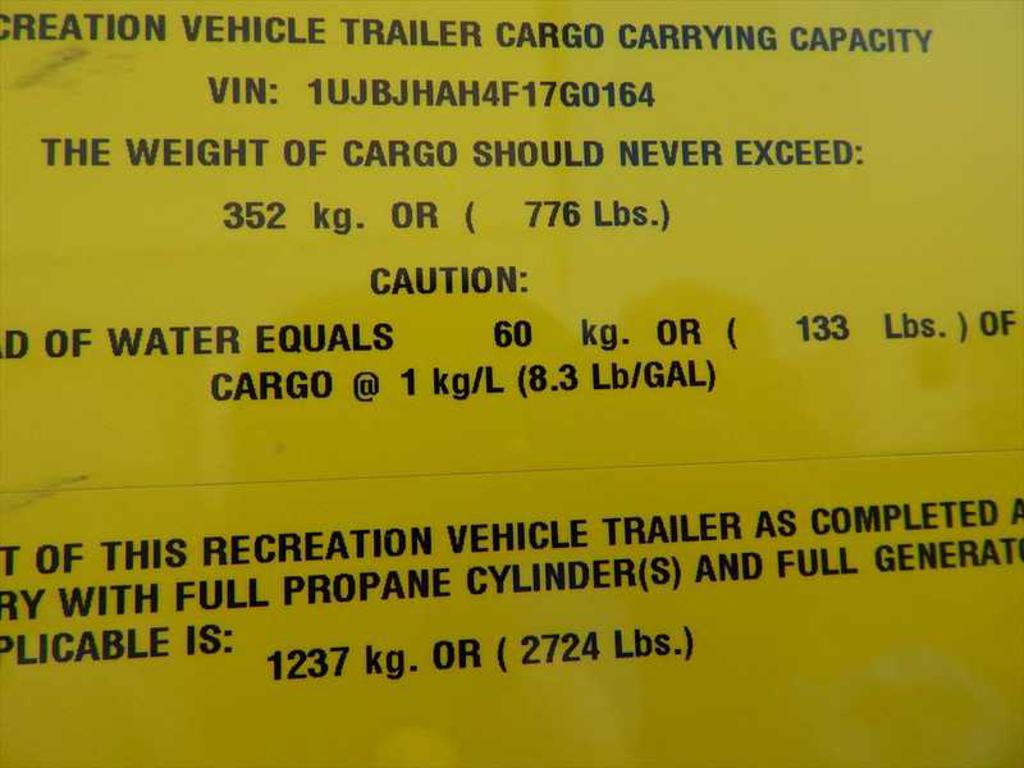 CREATION VEHICLE TRAILER CARGO CARRYING CAPACITY
VIN: 1UJBJHAH4F17G0164
THE WEIGHT OF CARGO SHOULD NEVER EXCEED:
352 kg. OR ( 776 Lbs.)
CAUTION:
AD OF WATER EQUALS 60 kg. OR ( 133 Lbs. ) OF
CARGO @ 1 kg/L (8.3 Lb/GAL)
T OF THIS RECREATION VEHICLE TRAILER AS COMPLETED A
RY WITH FULL PROPANE CYLINDER(S) AND FULL GENERATO
PLICABLE IS: 1237 kg. OR ( 2724 Lbs.)